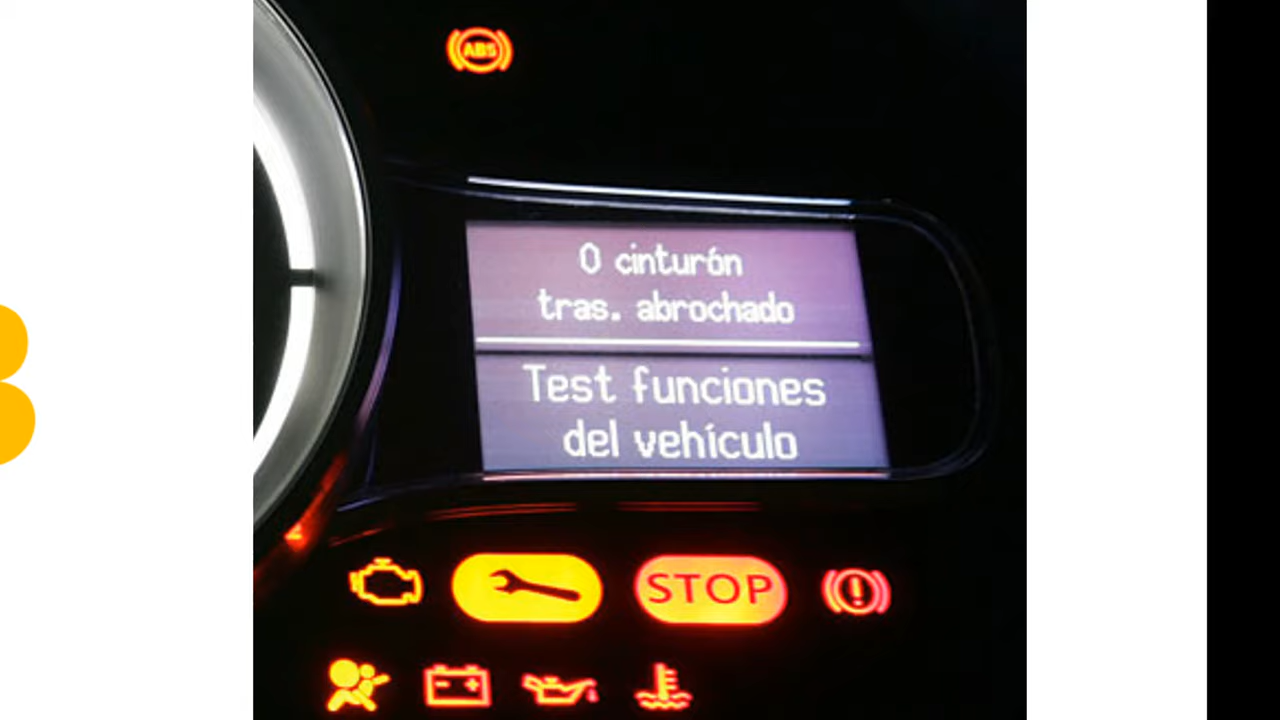 ABS
0 cinturón
tras. abrochado
Test funciones
del vehículo
STOP